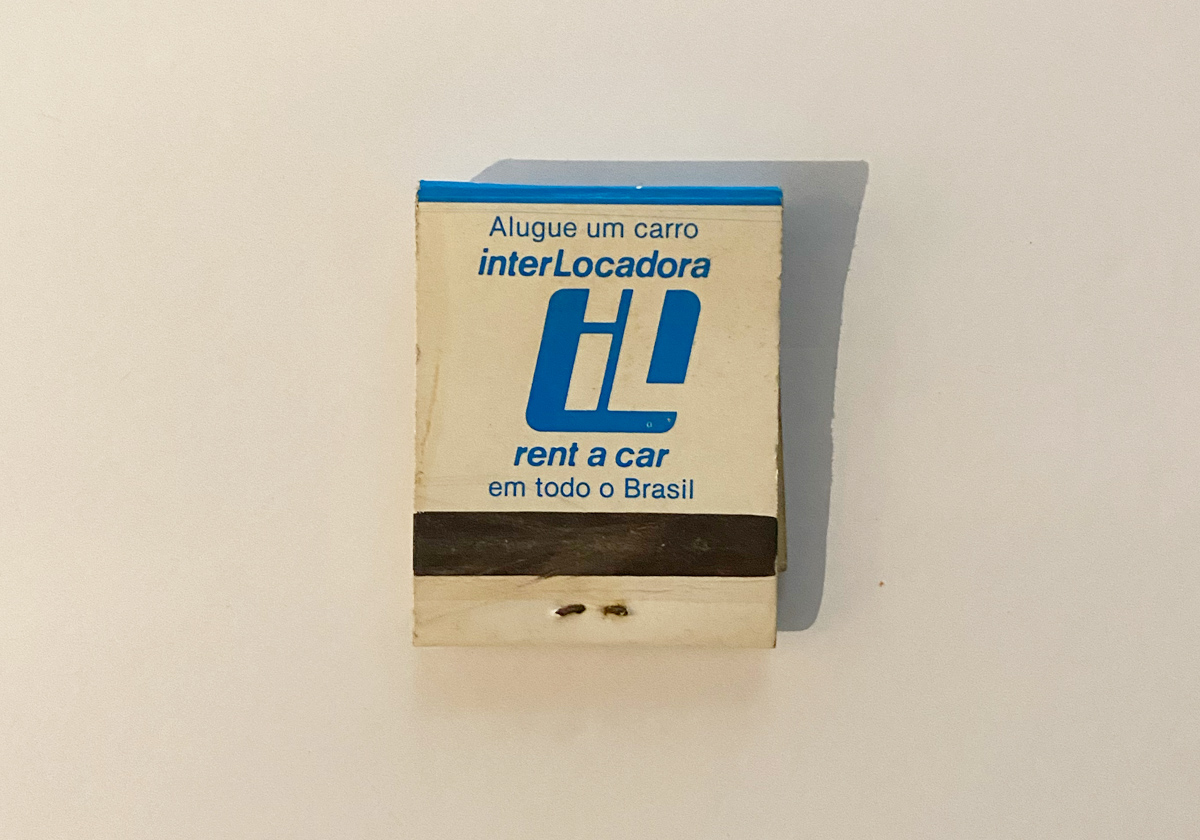 Alugue um carro
interLocadora
rent a car
em todo o Brasil